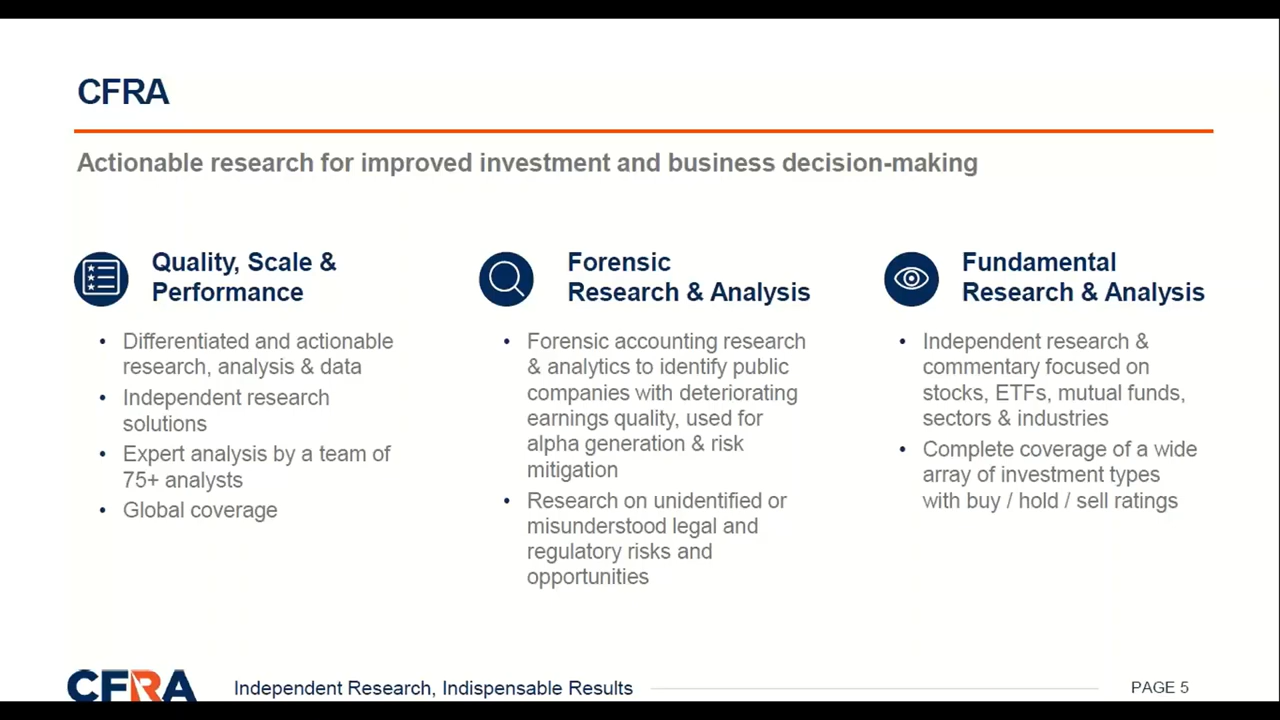 CFRA
Actionable research for improved investment and business decision-making
Quality, Scale &
Performance
• Differentiated and actionable
research, analysis & data
• Independent research
solutions
• Expert analysis by a team of
75+ analysts
• Global coverage
Forensic
Research & Analysis
• Forensic accounting research
& analytics to identify public
companies with deteriorating
earnings quality, used for
alpha generation & risk
mitigation
• Research on unidentified or
misunderstood legal and
regulatory risks and
opportunities
Fundamental
Research & Analysis
• Independent research &
commentary focused on
stocks, ETFs, mutual funds,
sectors & industries
• Complete coverage of a wide
array of investment types
with buy / hold / sell ratings
CFRA
Independent Research, Indispensable Results
PAGE 5